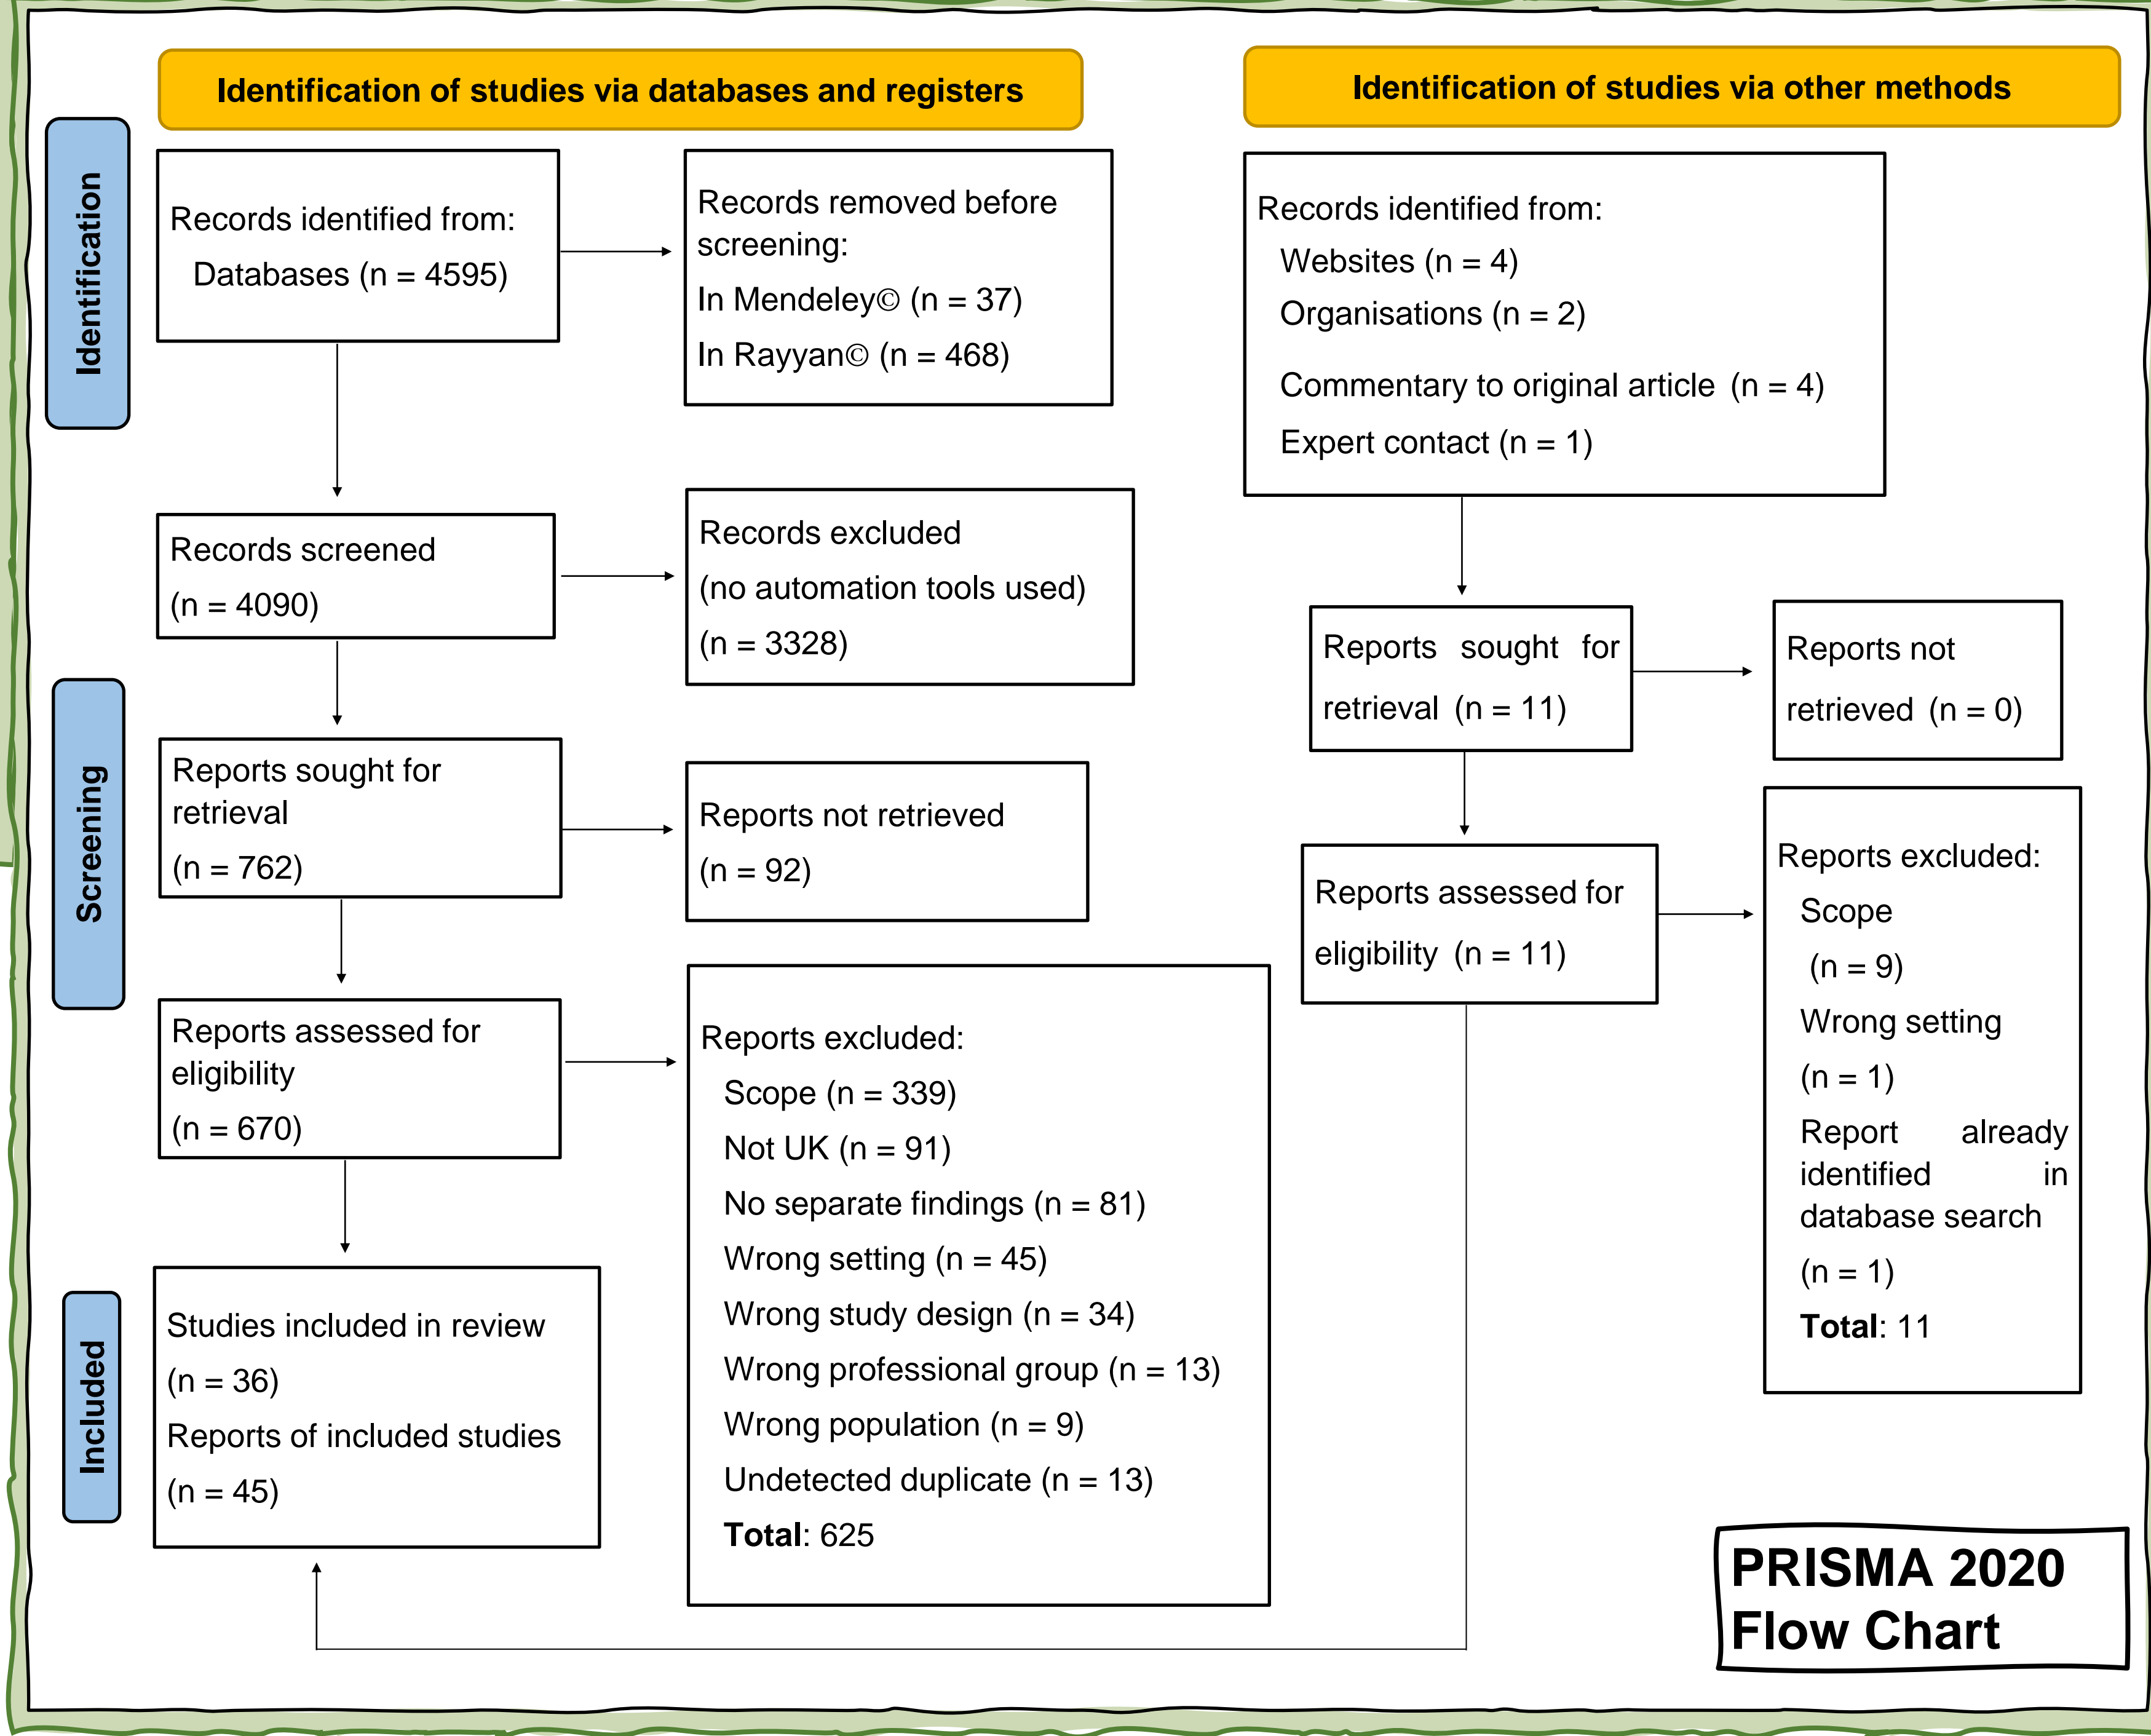 Identification of studies via databases and registers
Identification of studies via other methods
Identification
Records identified from:
Databases (n = 4595)
Records removed before
screening:
In Mendeley© (n = 37)
In Rayyan© (n = 468)
Records identified from:
Websites (n = 4)
Organisations (n = 2)
Commentary to original article (n = 4)
Expert contact (n = 1)
Screening
Records screened
(n = 4090)
Records excluded
(no automation tools used)
(n = 3328)
Reports sought for
retrieval
(n = 762)
Reports not retrieved
(n = 92)
Reports sought for
retrieval (n = 11)
Reports not
retrieved (n = 0)
Reports assessed for
eligibility
(n = 670)
Reports excluded:
Scope (n = 339)
Not UK (n = 91)
No separate findings (n = 81)
Wrong setting (n = 45)
Wrong study design (n = 34)
Wrong professional group (n = 13)
Wrong population (n = 9)
Undetected duplicate (n = 13)
Total: 625
Reports assessed for
eligibility (n = 11)
Reports excluded:
Scope
(n = 9)
Wrong setting
(n = 1)
Report already
identified in
database search
(n = 1)
Total: 11
Included
Studies included in review
(n = 36)
Reports of included studies
(n = 45)
PRISMA 2020
Flow Chart